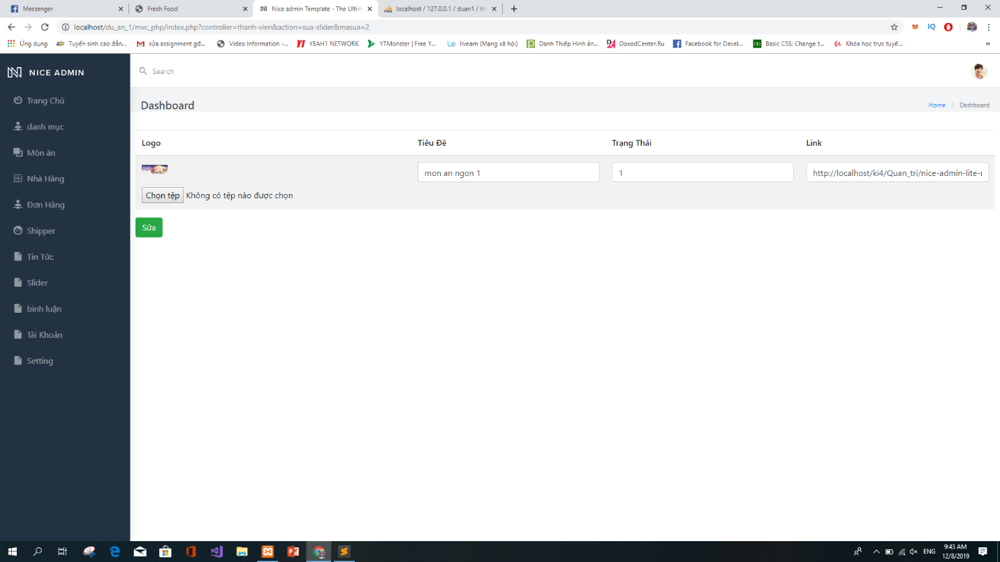 Messenger
Fresh Food
Nice admin Template - The Ultim
localhost / 127.0.0.1 / duan1 / tin
localhost/du_an_1/mvc_php/index.php?controller=thanh-vien&action=sua-slider&masua=2
Ứng dụng
Tuyển sinh cao đẳn...
sửa assignment gd...
Video Information -...
YEAH1 NETWORK
YTMonster | Free Y...
liveam (Mạng xã hội)
Danh Thiếp Hình ản...
DoxodCenter.Ru
Facebook for Devel...
Basic CSS: Change t...
Khóa học trực tuyế...
»
NICE ADMIN
Search
Trang Chủ
danh mục
Món ăn
Nhà Hàng
Đơn Hàng
Shipper
Tin Tức
Slider
bình luận
Tài Khoản
Setting
Dashboard
Home
Dashboard
Logo
Tiêu Đề
Trạng Thái
Link
mon an ngon 1
1
http://localhost/ki4/Quan_tri/nice-admin-lite-
Chọn tệp Không có tệp nào được chọn
Sửa
ENG
9:43 AM
12/8/2019